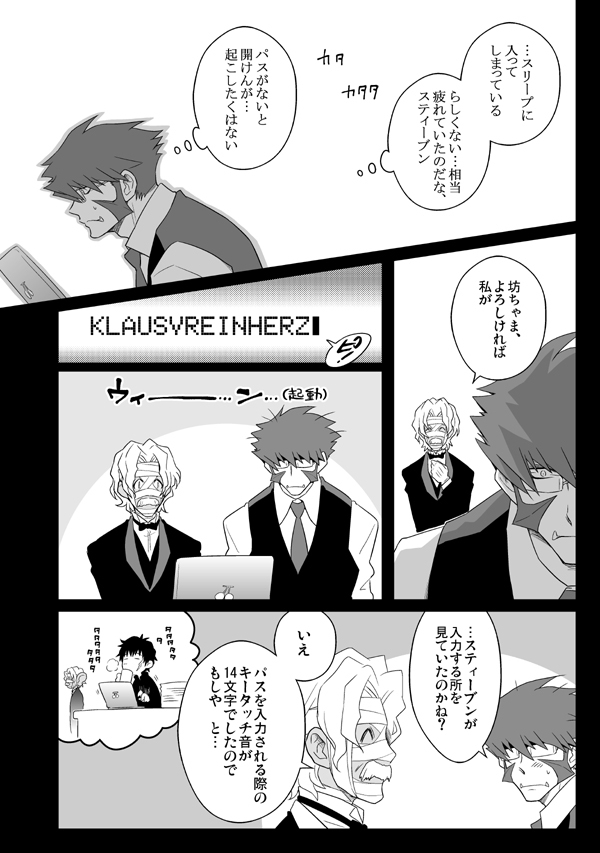 …スリープに
入って
しまっている
らしくない…相当
疲れていたのだな、
スティーブン
カタ
カタタ
パスがないと
開けんが…
起こしたくはない
坊ちゃま、
よろしければ
私が
KLAUSVREINHERZ
ウィーー…ン…(起動)
…スティーブンが
入力する所を
見ていたのかね？
いえ
パスを入力される際の
キータッチ音が
14文字でしたので
もしや　と…
タタタタタ
タタタタ
タタタ